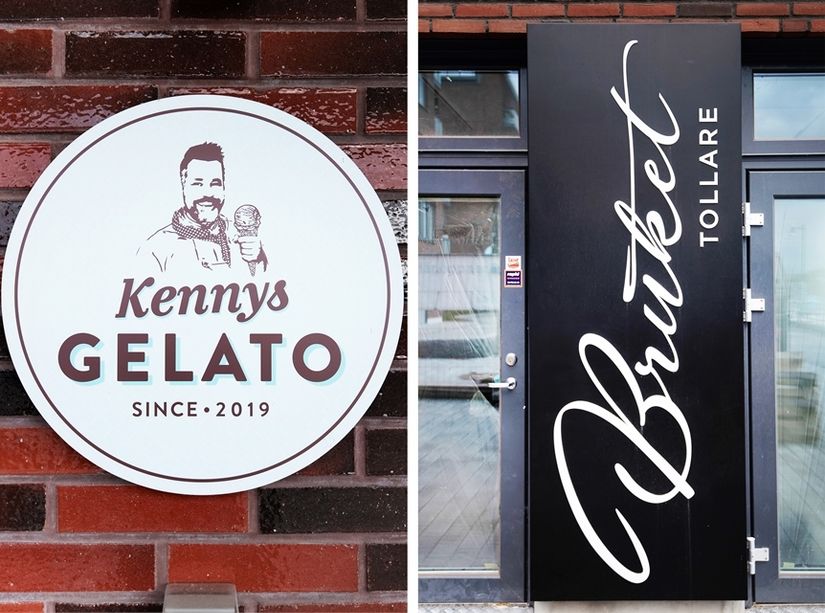 Kennys
GELATO
SINCE • 2019
Bruket
TOLLARE